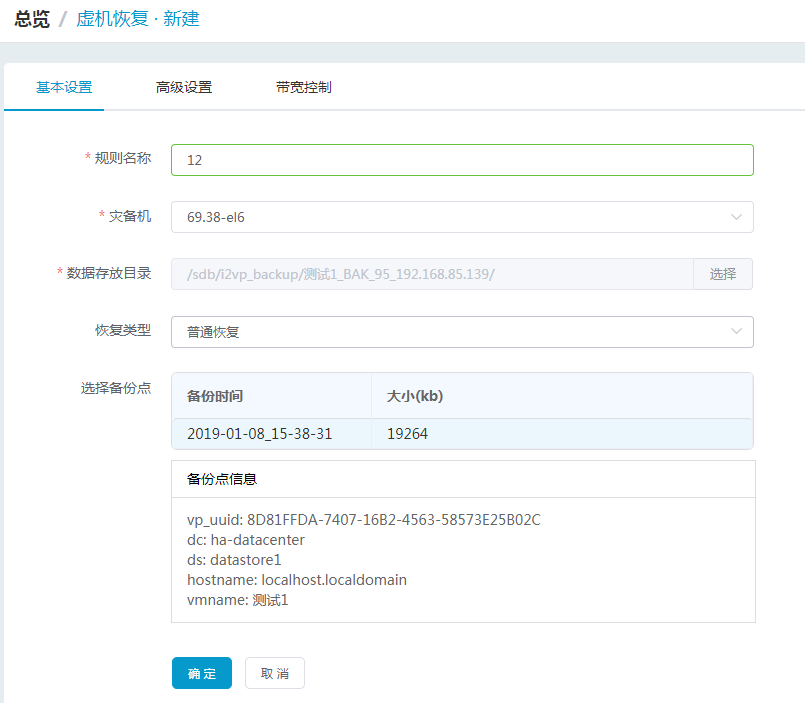 总览 / 虚机恢复 · 新建
基本设置 高级设置 带宽控制
* 规则名称 12
* 灾备机 69.38-el6
* 数据存放目录 /sdb/i2vp_backup/测试1_BAK_95_192.168.85.139/ 选择
恢复类型 普通恢复
选择备份点 备份时间 大小(kb)
2019-01-08_15-38-31 19264
备份点信息
vp_uuid: 8D81FFDA-7407-16B2-4563-58573E25B02C
dc: ha-datacenter
ds: datastore1
hostname: localhost.localdomain
vmname: 测试1
确定 取消